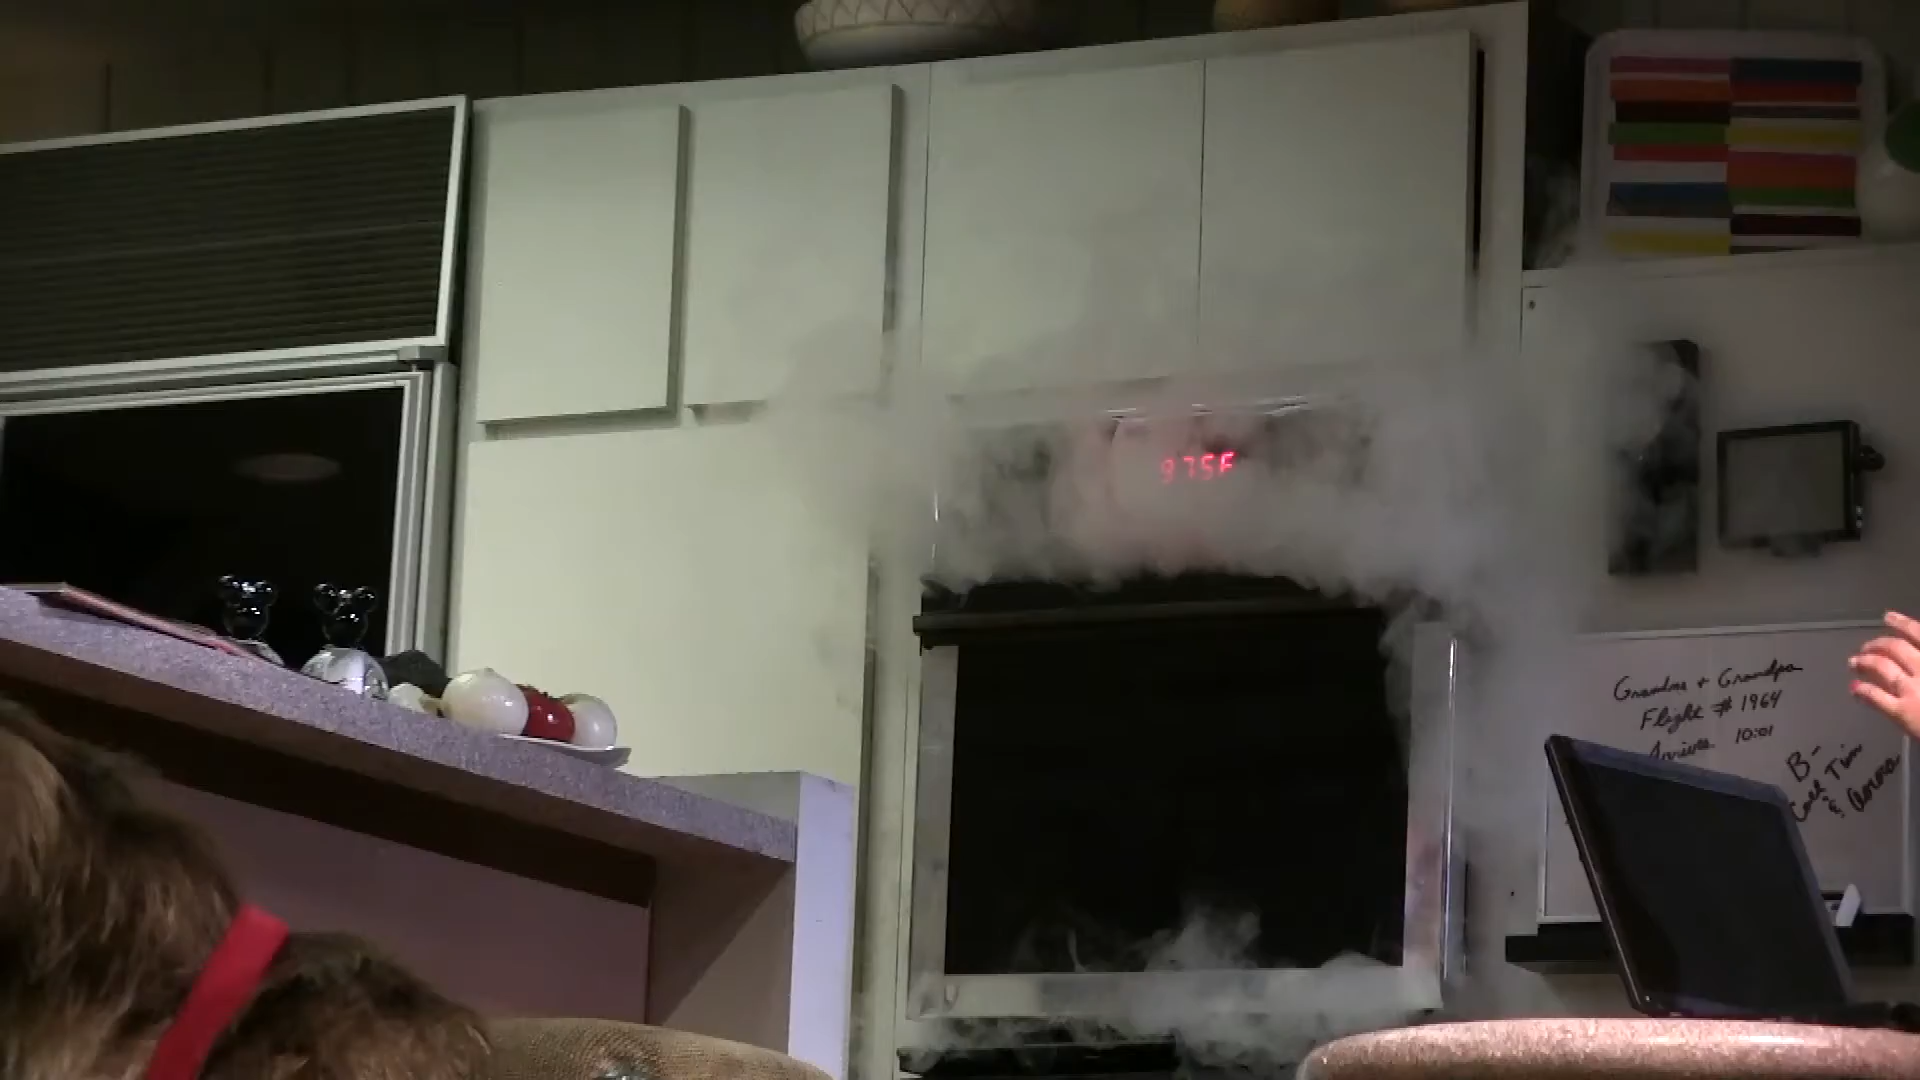 975F
Grandma + Grandpa
Flight # 1964
Arrives 10:01
B-
Call Tim
& Aurora